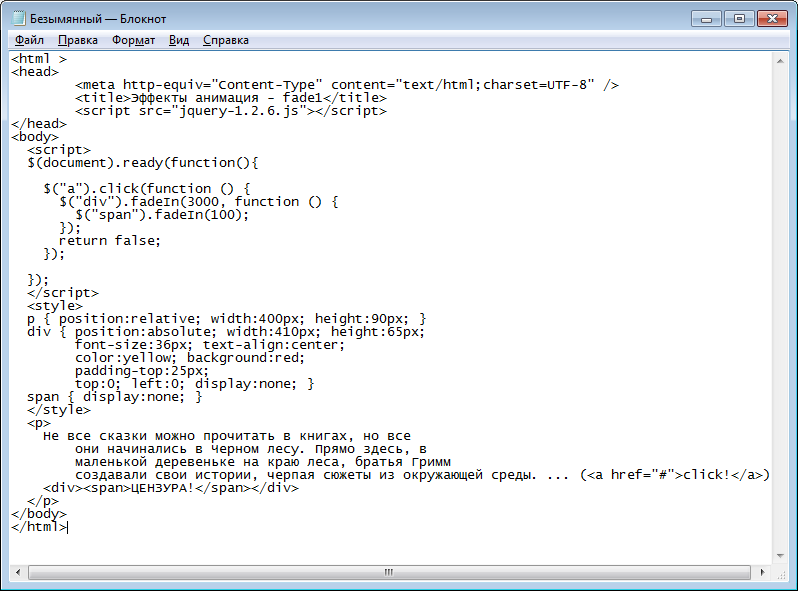 Безымянный — Блокнот
Файл Правка Формат Вид Справка
<html >
<head>
        <meta http-equiv="Content-Type" content="text/html;charset=UTF-8" />
        <title>Эффекты анимация - fade1</title>
        <script src="jquery-1.2.6.js"></script>
</head>
<body>
  <script>
  $(document).ready(function(){

    $("a").click(function () {
      $("div").fadeIn(3000, function () {
        $("span").fadeIn(100);
      });
      return false;
    });

  });
  </script>
  <style>
  p { position:relative; width:400px; height:90px; }
  div { position:absolute; width:410px; height:65px;
        font-size:36px; text-align:center;
        color:yellow; background:red;
        padding-top:25px;
        top:0; left:0; display:none; }
  span { display:none; }
  </style>
  <p>
    Не все сказки можно прочитать в книгах, но все
        они начинались в Черном лесу. Прямо здесь, в
        маленькой деревеньке на краю леса, братья Гримм
        создавали свои истории, черпая сюжеты из окружающей среды. ... (<a href="#">click!</a>)
    <div><span>ЦЕНЗУРА!</span></div>
  </p>
</body>
</html>